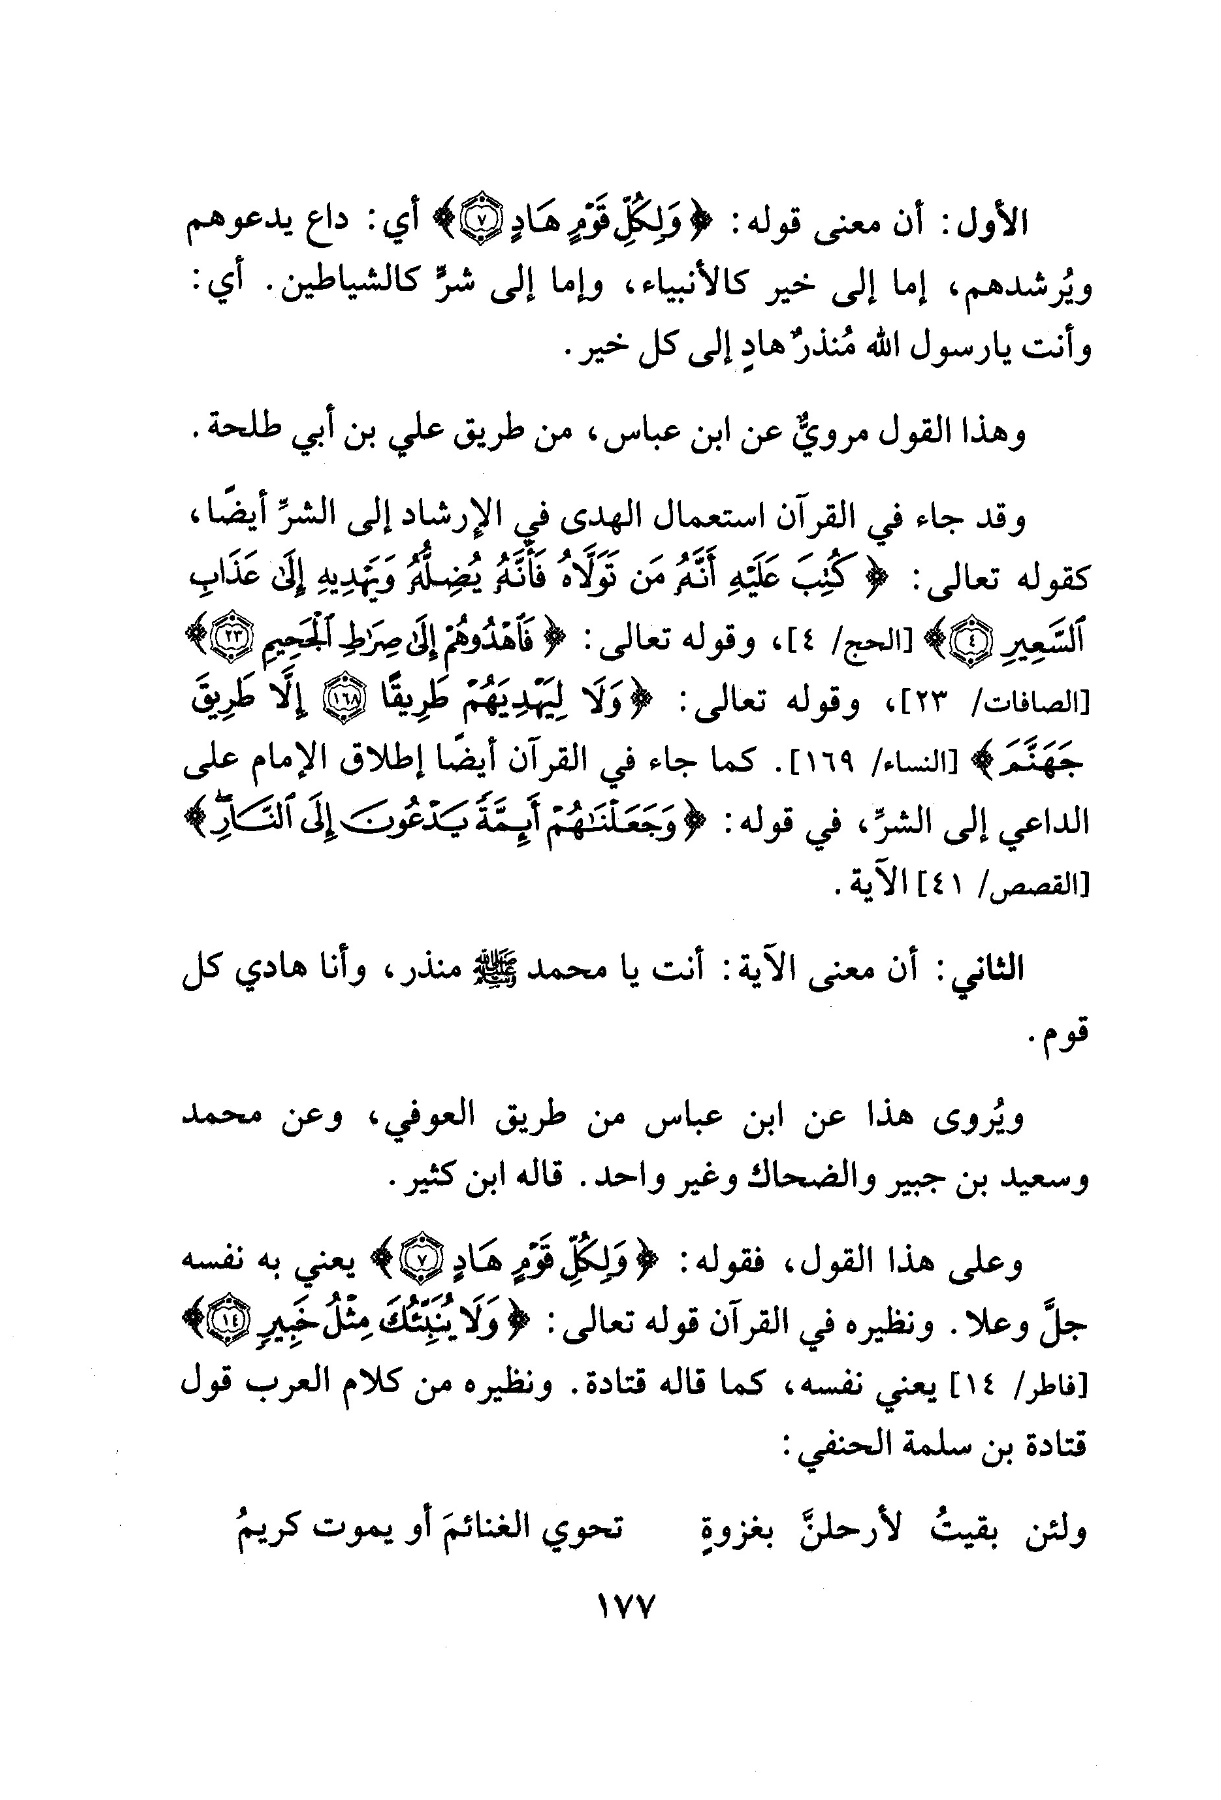 الأول: أن معنى قوله: ﴿ وَلِكُلِّ قَوْمٍ هَادٍ ٧ ﴾ أي: داع يدعوهم
ويُرشدهم، إما إلى خير كالأنبياء، وإما إلى شرٍّ كالشياطين. أي:
وأنت يارسول الله مُنذرٌ هادٍ إلى كل خير.
وهذا القول مرويٌّ عن ابن عباس، من طريق علي بن أبي طلحة.
وقد جاء في القرآن استعمال الهدى في الإرشاد إلى الشرِّ أيضًا،
كقوله تعالى: ﴿ كُتِبَ عَلَيْهِ أَنَّهُ مَن تَوَلَّاهُ فَأَنَّهُ يُضِلُّهُ وَيَهْدِيهِ إِلَىٰ عَذَابِ
ٱلسَّعِيرِ ٤ ﴾ [الحج/ ٤]، وقوله تعالى: ﴿ فَٱهْدُوهُمْ إِلَىٰ صِرَٰطِ ٱلْجَحِيمِ ٢٣ ﴾
[الصافات/ ٢٣]، وقوله تعالى: ﴿ وَلَا لِيَهْدِيَهُمْ طَرِيقًا ١٦٨ إِلَّا طَرِيقَ
جَهَنَّمَ ﴾ [النساء/ ١٦٩]. كما جاء في القرآن أيضًا إطلاق الإمام على
الداعي إلى الشرِّ، في قوله: ﴿ وَجَعَلْنَٰهُمْ أَئِمَّةً يَدْعُونَ إِلَى ٱلنَّارِ ۖ ﴾
[القصص/ ٤١] الآية.
الثاني: أن معنى الآية: أنت يا محمد ﷺ منذر، وأنا هادي كل
قوم.
ويُروى هذا عن ابن عباس من طريق العوفي، وعن محمد
وسعيد بن جبير والضحاك وغير واحد. قاله ابن كثير.
وعلى هذا القول، فقوله: ﴿ وَلِكُلِّ قَوْمٍ هَادٍ ٧ ﴾ يعني به نفسه
جلَّ وعلا. ونظيره في القرآن قوله تعالى: ﴿ وَلَا يُنَبِّئُكَ مِثْلُ خَبِيرٍ ١٤ ﴾
[فاطر/ ١٤] يعني نفسه، كما قاله قتادة. ونظيره من كلام العرب قول
قتادة بن سلمة الحنفي:
ولئن بقيتُ لأرحلنَّ بغزوةٍ تحوي الغنائمَ أو يموت كريمُ
١٧٧